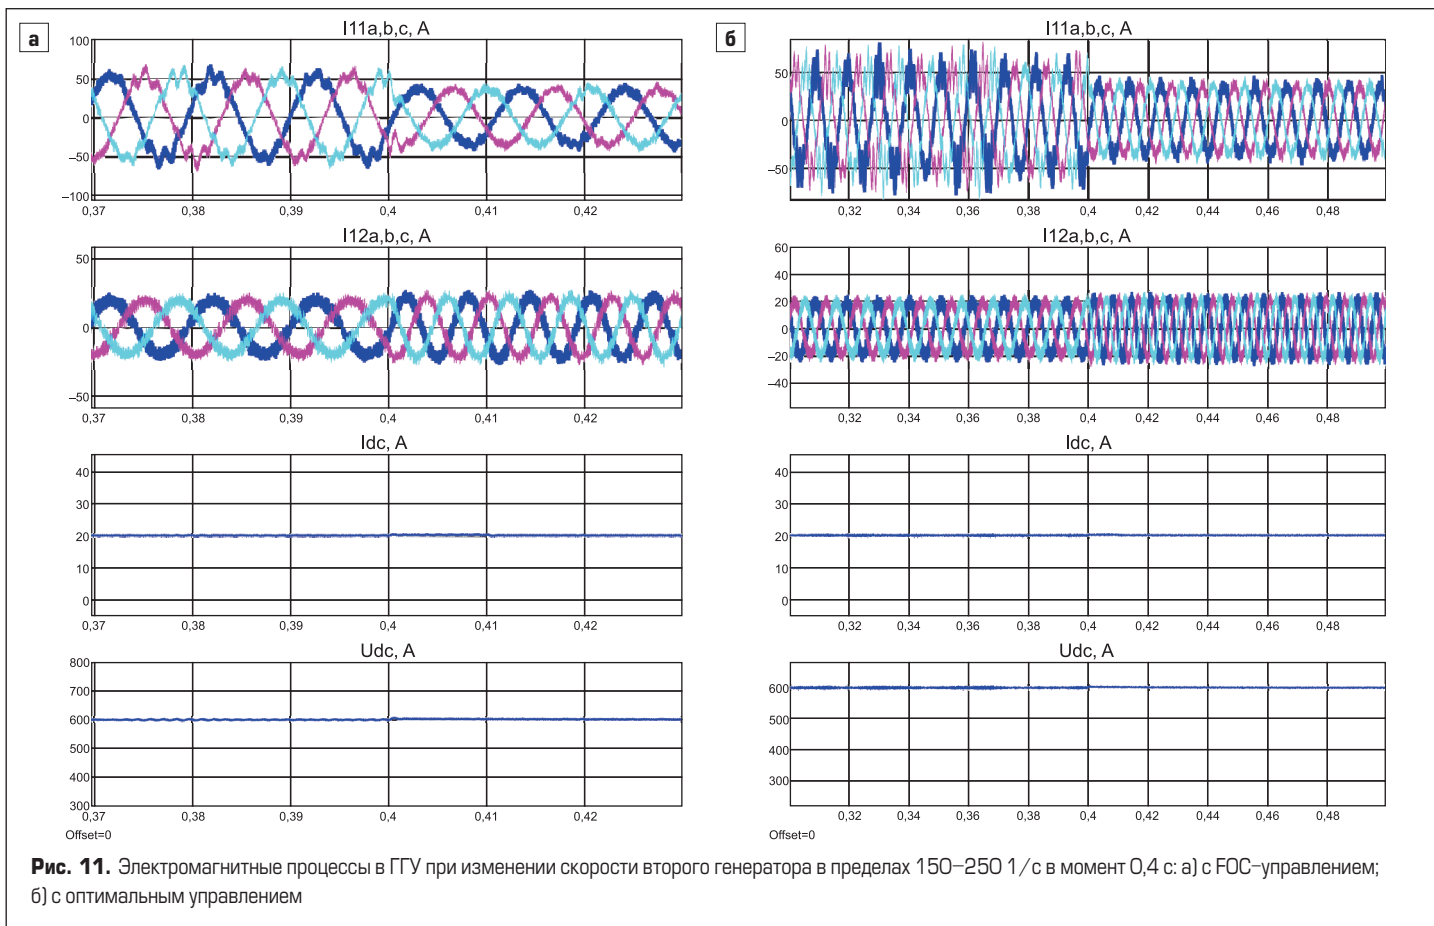 а
I11a,b,c, A
100
50
0
–50
–100
0,37 0,38 0,39 0,4 0,41 0,42
I12a,b,c, A
50
0
–50
0,37 0,38 0,39 0,4 0,41 0,42
Idc, A
40
30
20
10
0
0,37 0,38 0,39 0,4 0,41 0,42
Udc, A
800
700
600
500
400
300
0,37 0,38 0,39 0,4 0,41 0,42
Offset=0
б
I11a,b,c, A
50
0
–50
0,32 0,34 0,36 0,38 0,4 0,42 0,44 0,46 0,48
I12a,b,c, A
60
40
20
0
–20
–40
0,32 0,34 0,36 0,38 0,4 0,42 0,44 0,46 0,48
Idc, A
40
30
20
10
0
0,32 0,34 0,36 0,38 0,4 0,42 0,44 0,46 0,48
Udc, A
600
500
400
300
0,32 0,34 0,36 0,38 0,4 0,42 0,44 0,46 0,48
Offset=0
Рис. 11. Электромагнитные процессы в ГГУ при изменении скорости второго генератора в пределах 150–250 1/с в момент 0,4 с: а) с FOC-управлением;
б) с оптимальным управлением